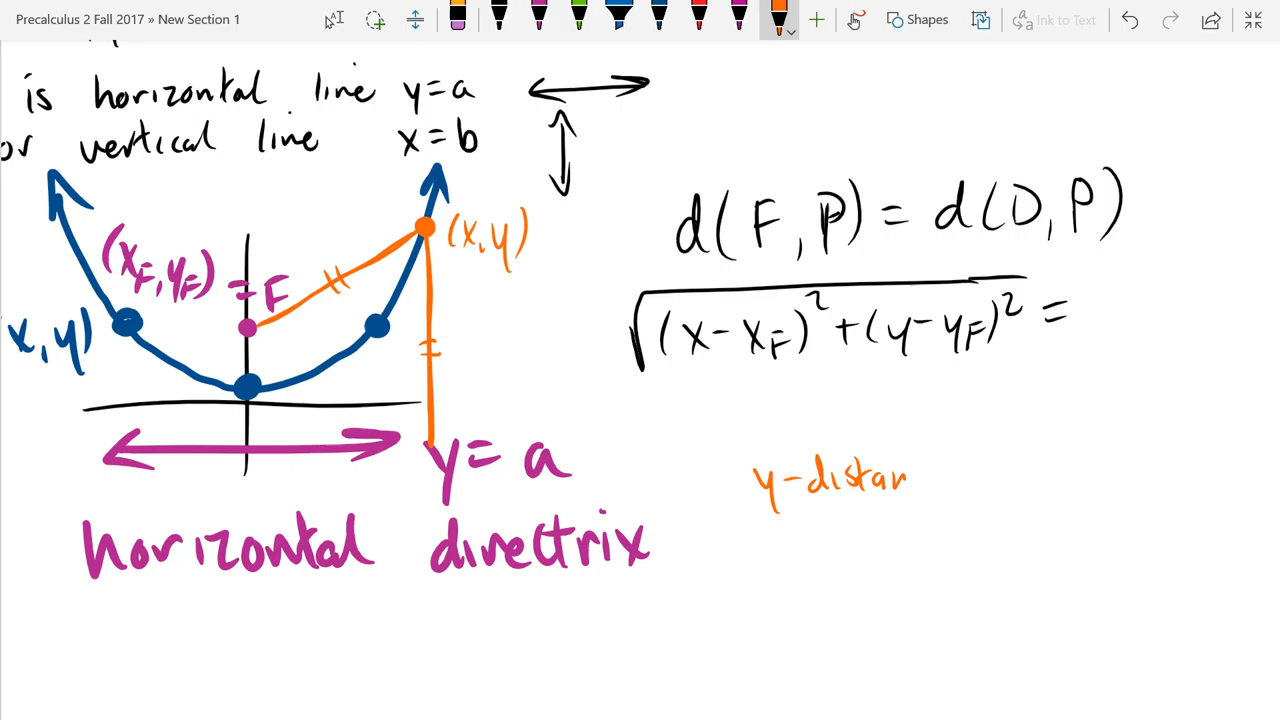 Precalculus 2 Fall 2017 » New Section 1
Shapes
Ink to Text
is horizontal line y=a
or vertical line x=b
d(F,P) = d(D,P)
(x,y)
(x_F,y_F) = F
√((x-x_F)²+(y-y_F)²) =
x,y)
y= a
y-distan
horizontal directrix